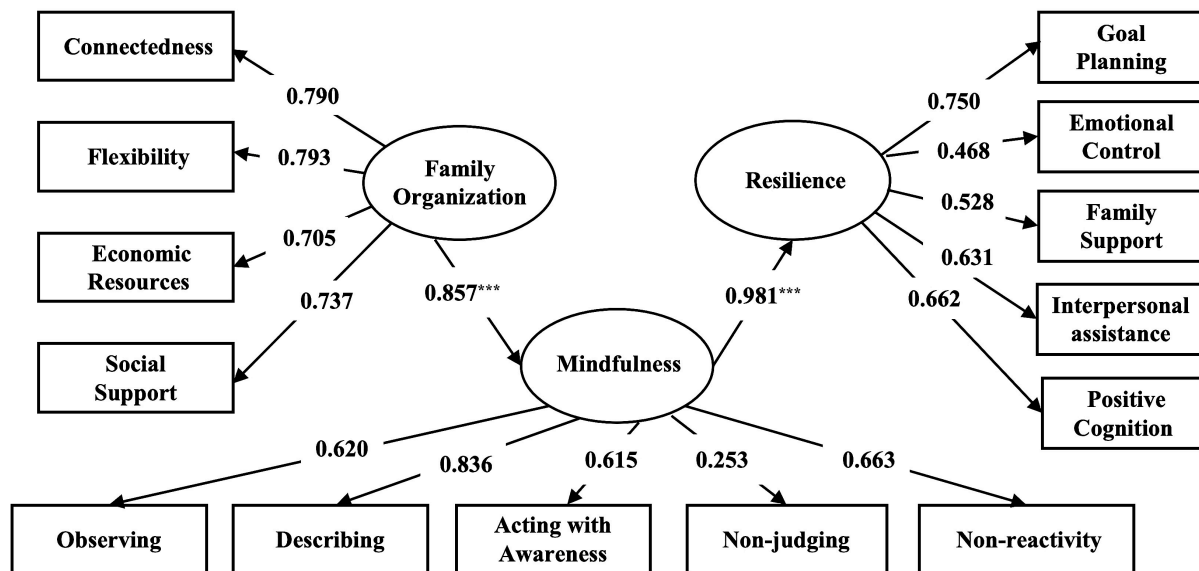 Connectedness
0.790
Flexibility
0.793
Family
Organization
Economic
Resources
0.705
Social
Support
0.737
0.857***
Mindfulness
0.981***
Resilience
0.750
Goal
Planning
0.468
Emotional
Control
0.528
Family
Support
0.631
Interpersonal
assistance
0.662
Positive
Cognition
0.620
0.836
0.615
0.253
0.663
Observing
Describing
Acting with
Awareness
Non-judging
Non-reactivity